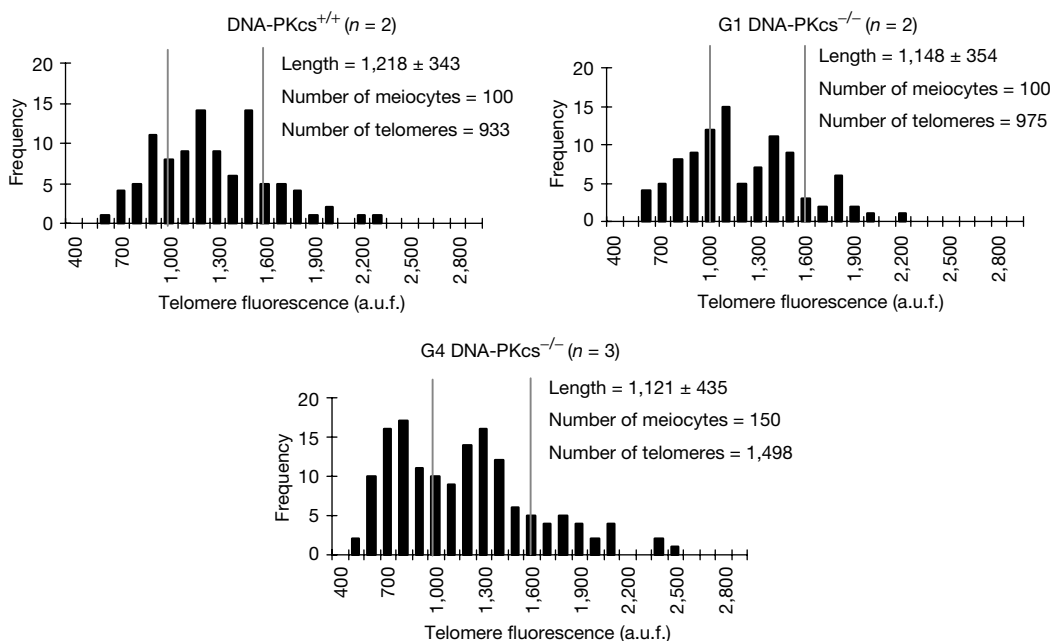 DNA-PKcs+/+ (n = 2)
Length = 1,218 ± 343
Number of meiocytes = 100
Number of telomeres = 933
Frequency
20
15
10
5
0
400
700
1,000
1,300
1,600
1,900
2,200
2,500
2,800
Telomere fluorescence (a.u.f.)
G1 DNA-PKcs–/– (n = 2)
Length = 1,148 ± 354
Number of meiocytes = 100
Number of telomeres = 975
Frequency
20
15
10
5
0
400
700
1,000
1,300
1,600
1,900
2,200
2,500
2,800
Telomere fluorescence (a.u.f.)
G4 DNA-PKcs–/– (n = 3)
Length = 1,121 ± 435
Number of meiocytes = 150
Number of telomeres = 1,498
Frequency
20
15
10
5
0
400
700
1,000
1,300
1,600
1,900
2,200
2,500
2,800
Telomere fluorescence (a.u.f.)